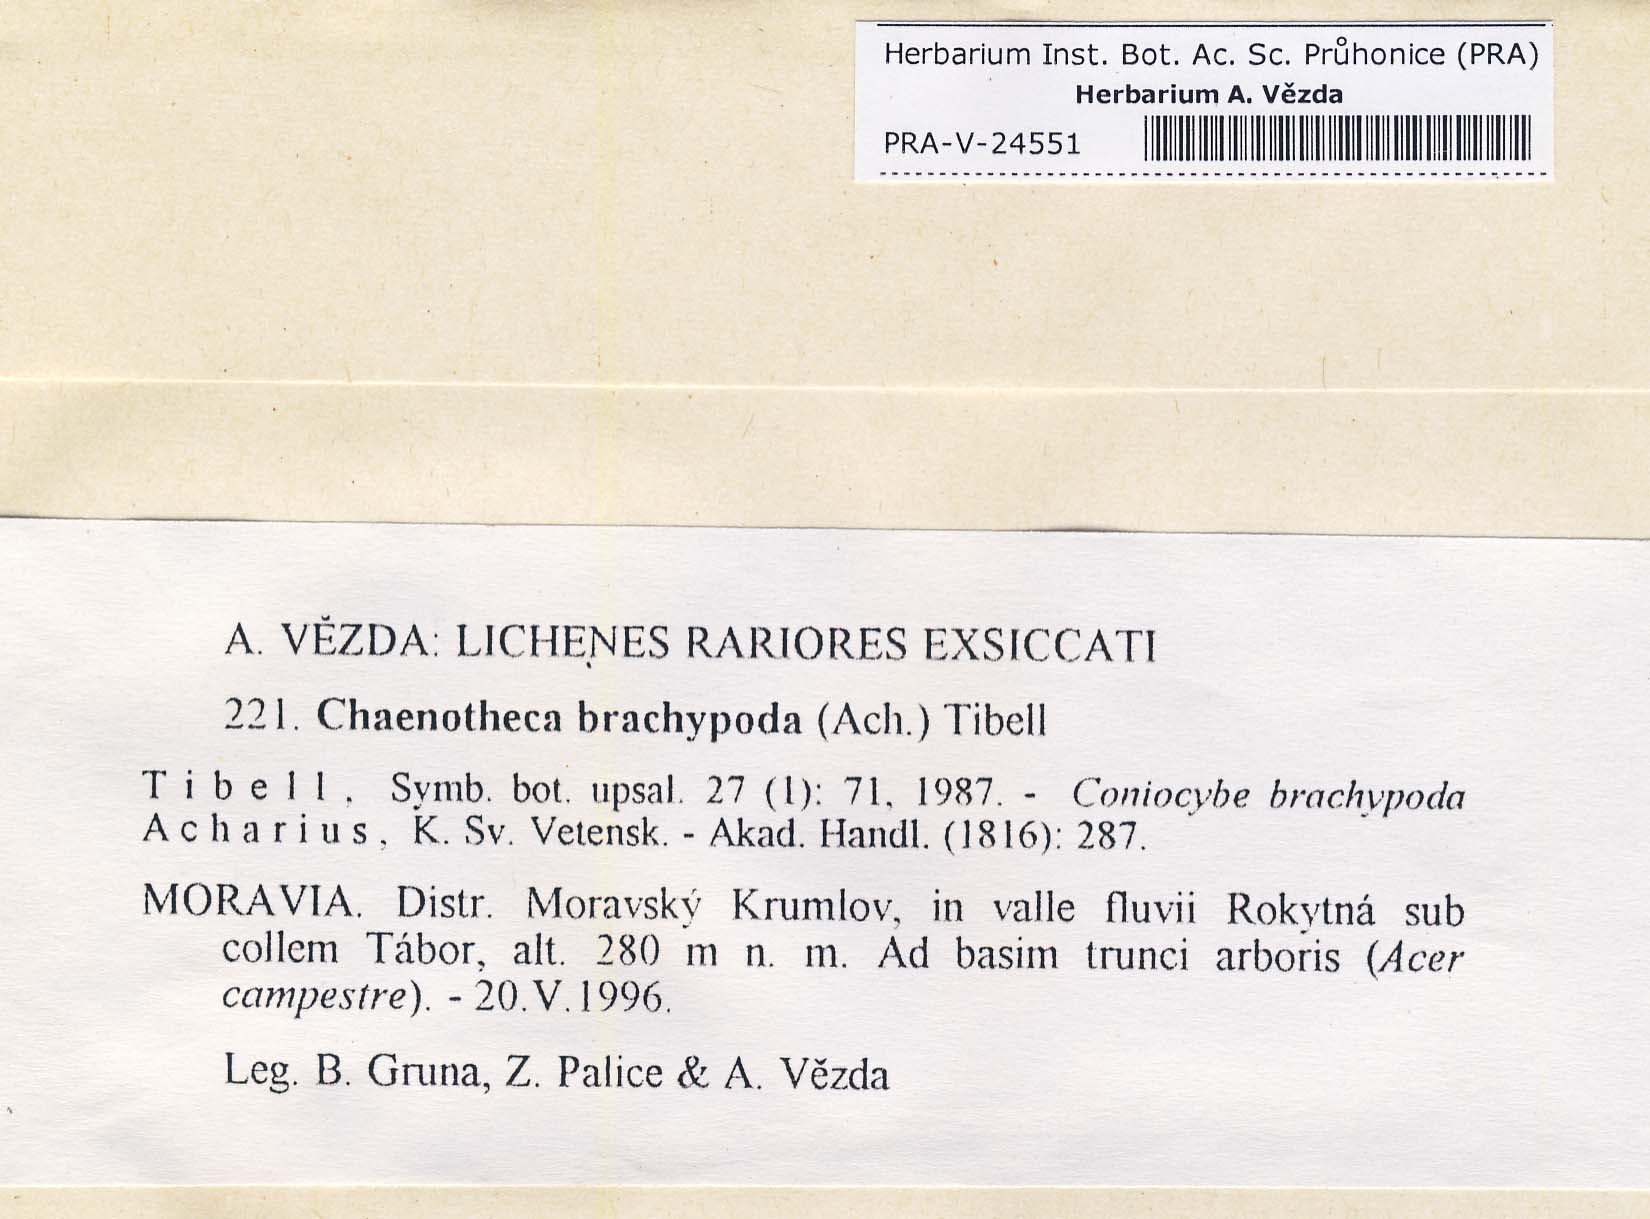 Herbarium Inst. Bot. Ac. Sc. Průhonice (PRA)
Herbarium A. Vězda
PRA-V-24551
A. VĚZDA: LICHENES RARIORES EXSICCATI
221. Chaenotheca brachypoda (Ach.) Tibell
Tibell, Symb. bot. upsal. 27 (1): 71, 1987. - Coniocybe brachypoda
Acharius, K. Sv. Vetensk. - Akad. Handl. (1816): 287.
MORAVIA. Distr. Moravský Krumlov, in valle fluvii Rokytná sub
collem Tábor, alt. 280 m n. m. Ad basim trunci arboris (Acer
campestre). - 20.V.1996.
Leg. B. Gruna, Z. Palice & A. Vězda